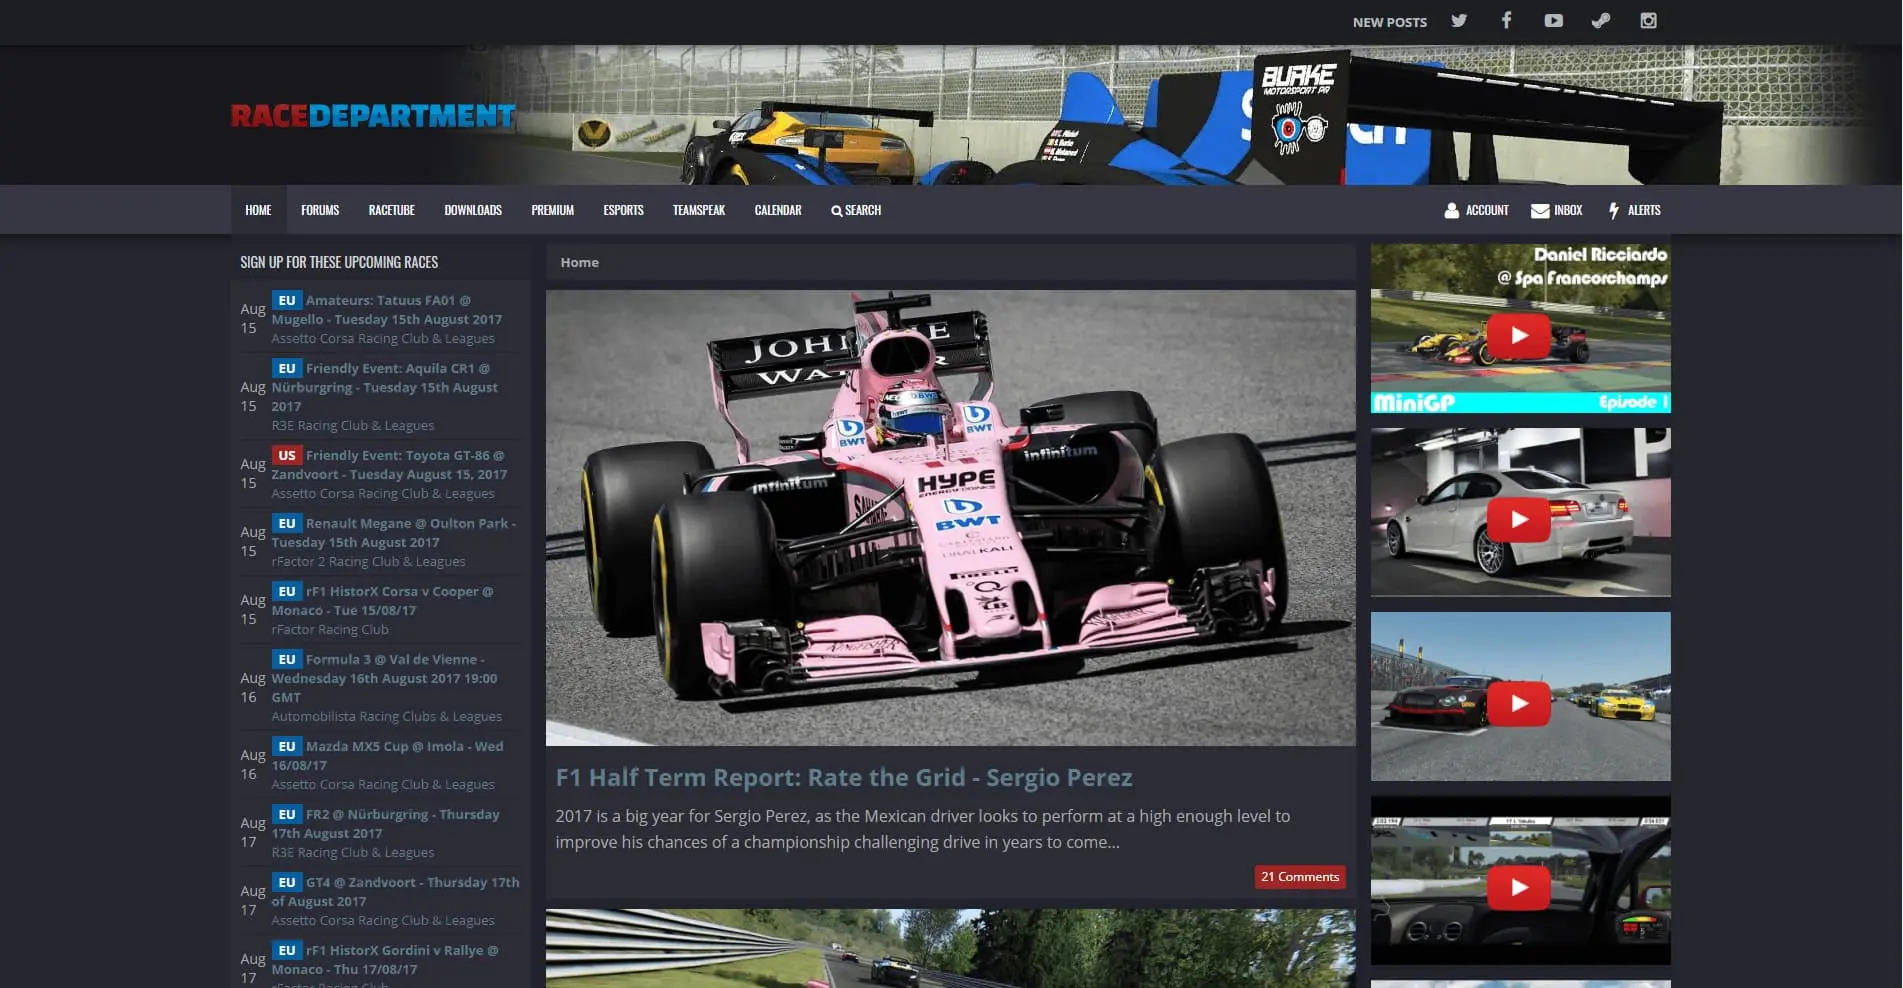 NEW POSTS
BURKE
MOTORSPORT PR
RACEDEPARTMENT
HOME FORUMS RACETUBE DOWNLOADS PREMIUM ESPORTS TEAMSPEAK CALENDAR SEARCH ACCOUNT INBOX ALERTS
SIGN UP FOR THESE UPCOMING RACES
Aug 15
EU Amateurs: Tatuus FA01 @
Mugello - Tuesday 15th August 2017
Assetto Corsa Racing Club & Leagues
Aug 15
EU Friendly Event: Aquila CR1 @
Nürburgring - Tuesday 15th August
2017
R3E Racing Club & Leagues
Aug 15
US Friendly Event: Toyota GT-86 @
Zandvoort - Tuesday August 15, 2017
Assetto Corsa Racing Club & Leagues
Aug 15
EU Renault Megane @ Oulton Park -
Tuesday 15th August 2017
rFactor 2 Racing Club & Leagues
Aug 15
EU rF1 HistorX Corsa v Cooper @
Monaco - Tue 15/08/17
rFactor Racing Club
Aug 16
EU Formula 3 @ Val de Vienne -
Wednesday 16th August 2017 19:00
GMT
Automobilista Racing Clubs & Leagues
Aug 16
EU Mazda MX5 Cup @ Imola - Wed
16/08/17
Assetto Corsa Racing Club & Leagues
Aug 17
EU FR2 @ Nürburgring - Thursday
17th August 2017
R3E Racing Club & Leagues
Aug 17
EU GT4 @ Zandvoort - Thursday 17th
of August 2017
Assetto Corsa Racing Club & Leagues
Aug 17
EU rF1 HistorX Gordini v Rallye @
Monaco - Thu 17/08/17
rFactor Racing Club
Home
JOHNNIE
WALKER
BWT
BWT
infinitum
infinitum
HYPE
ENERGY DRINKS
BWT
URALKALI
PIRELLI
KINGFISHER
F1 Half Term Report: Rate the Grid - Sergio Perez
2017 is a big year for Sergio Perez, as the Mexican driver looks to perform at a high enough level to
improve his chances of a championship challenging drive in years to come...
21 Comments
Daniel Ricciardo
@ Spa Francorchamps
MiniGP Episode 1